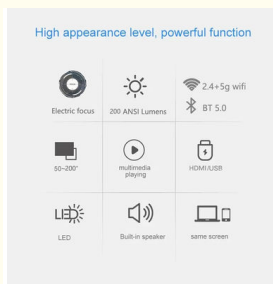 High appearance level, powerful function
2.4+5g wifi
BT 5.0
Electric focus
200 ANSI Lumens
50~200"
multimedia
playing
HDMI/USB
LED
LED
Built-in speaker
same screen